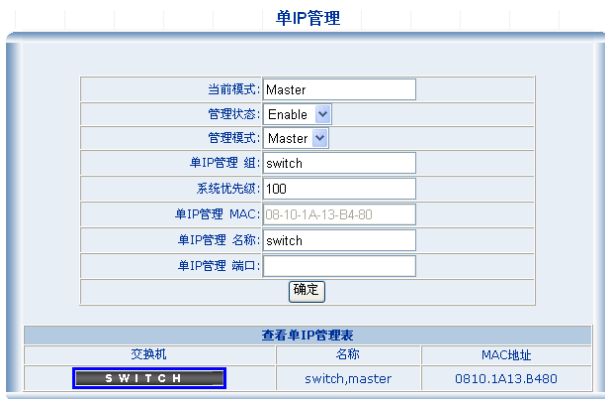 单IP管理
当前模式: Master
管理状态: Enable
管理模式: Master
单IP管理 组: switch
系统优先级: 100
单IP管理 MAC: 08-10-1A-13-B4-80
单IP管理 名称: switch
单IP管理 端口:
确定
查看单IP管理表
交换机 名称 MAC地址
SWITCH switch,master 0810.1A13.B480